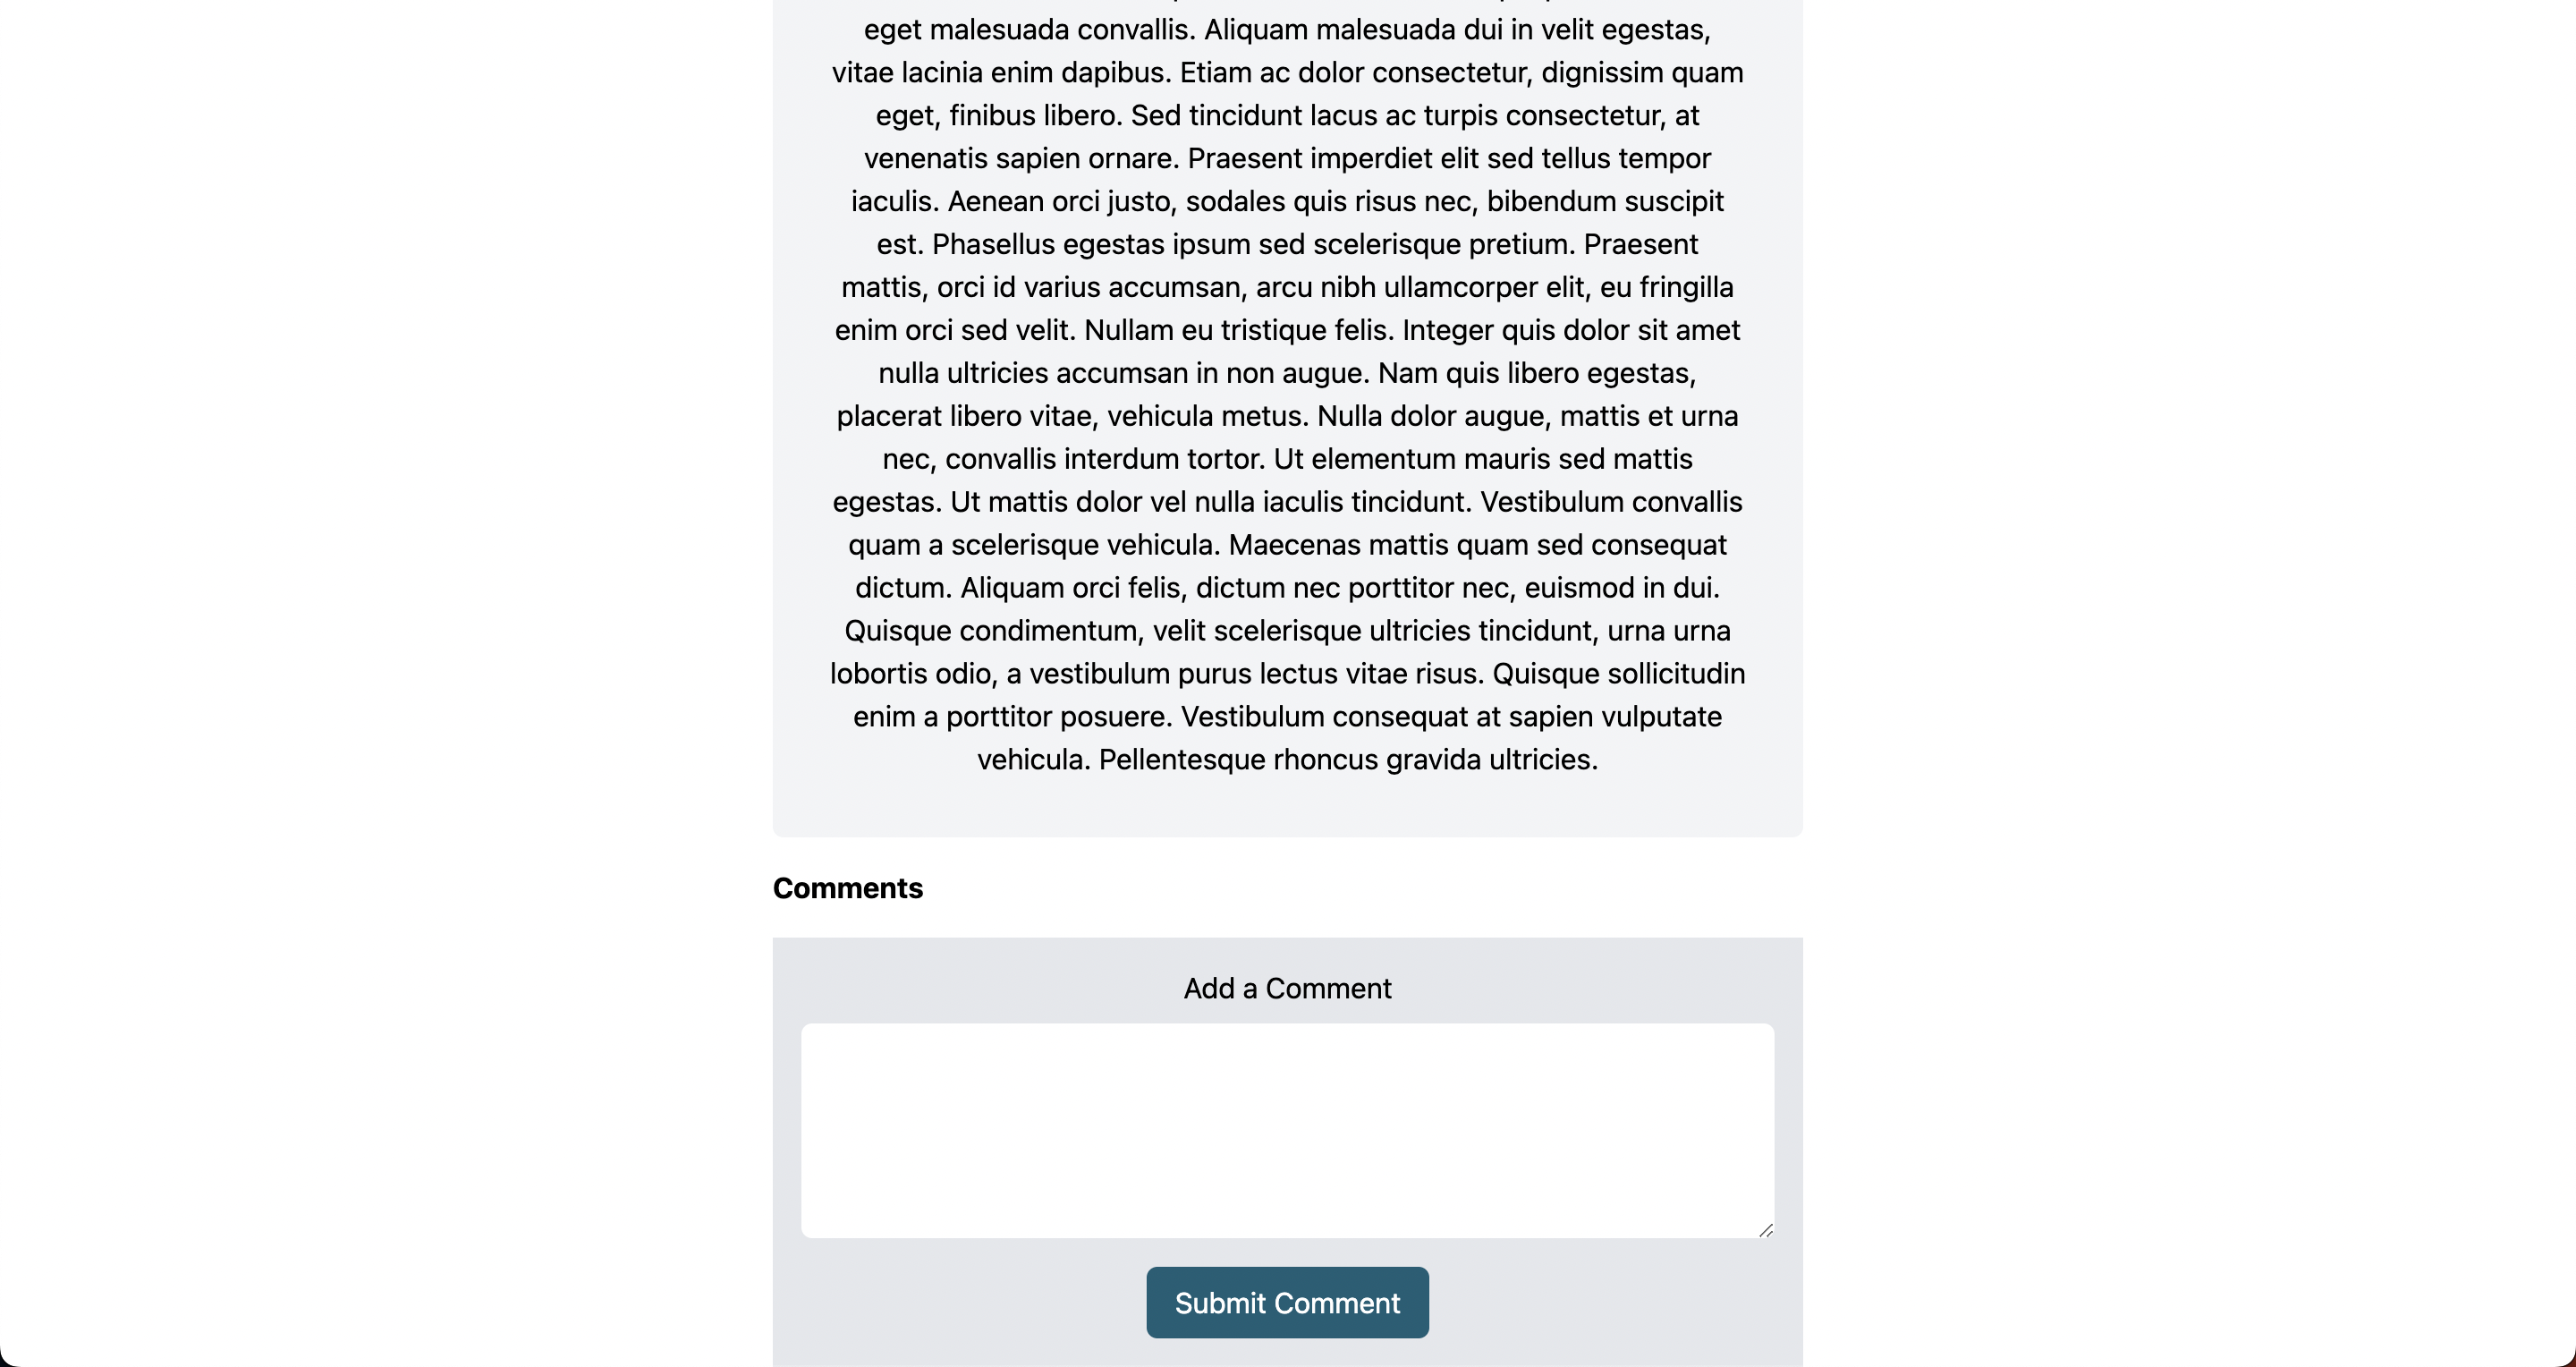 eget malesuada convallis. Aliquam malesuada dui in velit egestas,
vitae lacinia enim dapibus. Etiam ac dolor consectetur, dignissim quam
eget, finibus libero. Sed tincidunt lacus ac turpis consectetur, at
venenatis sapien ornare. Praesent imperdiet elit sed tellus tempor
iaculis. Aenean orci justo, sodales quis risus nec, bibendum suscipit
est. Phasellus egestas ipsum sed scelerisque pretium. Praesent
mattis, orci id varius accumsan, arcu nibh ullamcorper elit, eu fringilla
enim orci sed velit. Nullam eu tristique felis. Integer quis dolor sit amet
nulla ultricies accumsan in non augue. Nam quis libero egestas,
placerat libero vitae, vehicula metus. Nulla dolor augue, mattis et urna
nec, convallis interdum tortor. Ut elementum mauris sed mattis
egestas. Ut mattis dolor vel nulla iaculis tincidunt. Vestibulum convallis
quam a scelerisque vehicula. Maecenas mattis quam sed consequat
dictum. Aliquam orci felis, dictum nec porttitor nec, euismod in dui.
Quisque condimentum, velit scelerisque ultricies tincidunt, urna urna
lobortis odio, a vestibulum purus lectus vitae risus. Quisque sollicitudin
enim a porttitor posuere. Vestibulum consequat at sapien vulputate
vehicula. Pellentesque rhoncus gravida ultricies.
Comments
Add a Comment
Submit Comment